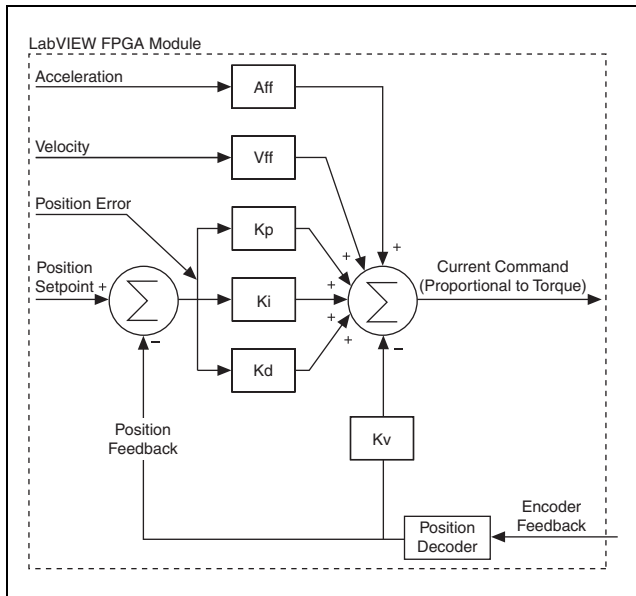 LabVIEW FPGA Module
Acceleration
Aff
+
Velocity
Vff
Position Error
Kp
+
+
Position
Setpoint +
∑
Ki
+
∑
Current Command
(Proportional to Torque)
−
Kd
+
−
Position
Feedback
Kv
Position
Decoder
Encoder
Feedback